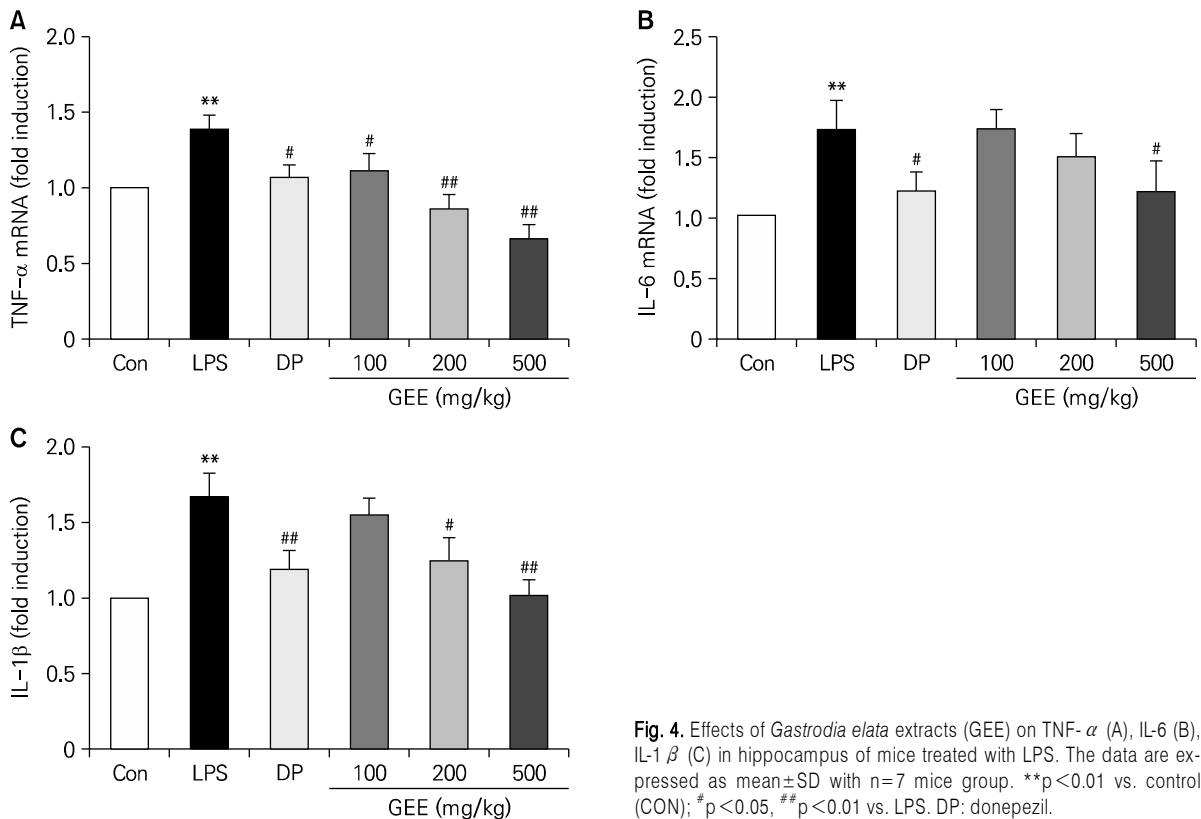 A
2.0
1.5
1.0
0.5
0
TNF-α mRNA (fold induction)
**
#
#
##
##
Con LPS DP 100 200 500
GEE (mg/kg)
B
2.5
2.0
1.5
1.0
0.5
0
IL-6 mRNA (fold induction)
**
#
#
Con LPS DP 100 200 500
GEE (mg/kg)
C
2.0
1.5
1.0
0.5
0
IL-1β (fold induction)
**
##
#
##
Con LPS DP 100 200 500
GEE (mg/kg)
Fig. 4. Effects of Gastrodia elata extracts (GEE) on TNF- α (A), IL-6 (B),
IL-1 β (C) in hippocampus of mice treated with LPS. The data are ex-
pressed as mean±SD with n=7 mice group. **p<0.01 vs. control
(CON); #p<0.05, ##p<0.01 vs. LPS. DP: donepezil.